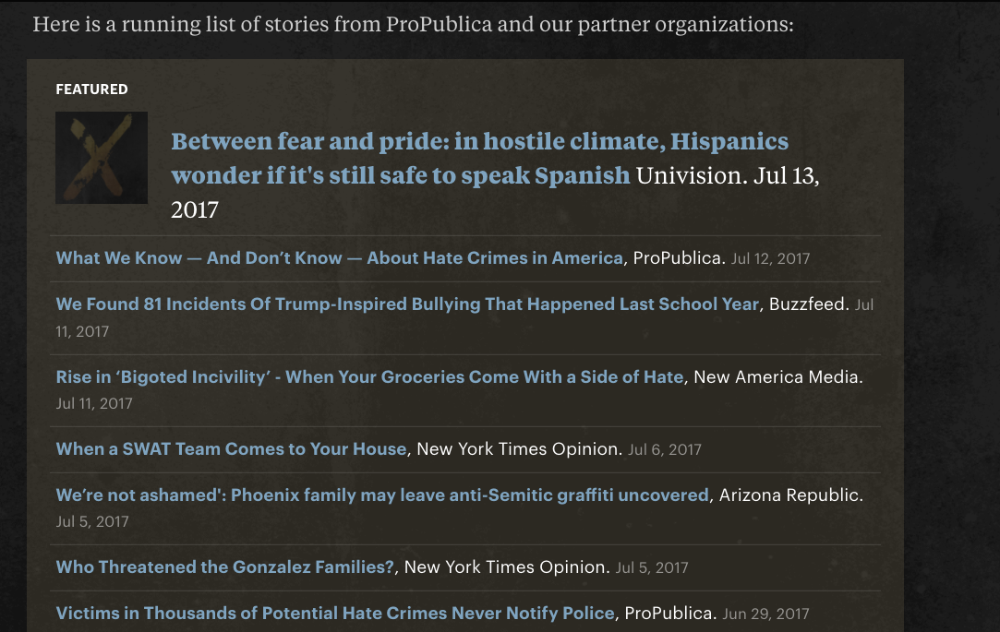 Here is a running list of stories from ProPublica and our partner organizations:
FEATURED
Between fear and pride: in hostile climate, Hispanics
wonder if it's still safe to speak Spanish Univision. Jul 13,
2017
What We Know — And Don’t Know — About Hate Crimes in America, ProPublica. Jul 12, 2017
We Found 81 Incidents Of Trump-Inspired Bullying That Happened Last School Year, Buzzfeed. Jul
11, 2017
Rise in ‘Bigoted Incivility’ - When Your Groceries Come With a Side of Hate, New America Media.
Jul 11, 2017
When a SWAT Team Comes to Your House, New York Times Opinion. Jul 6, 2017
We’re not ashamed': Phoenix family may leave anti-Semitic graffiti uncovered, Arizona Republic.
Jul 5, 2017
Who Threatened the Gonzalez Families?, New York Times Opinion. Jul 5, 2017
Victims in Thousands of Potential Hate Crimes Never Notify Police, ProPublica. Jun 29, 2017